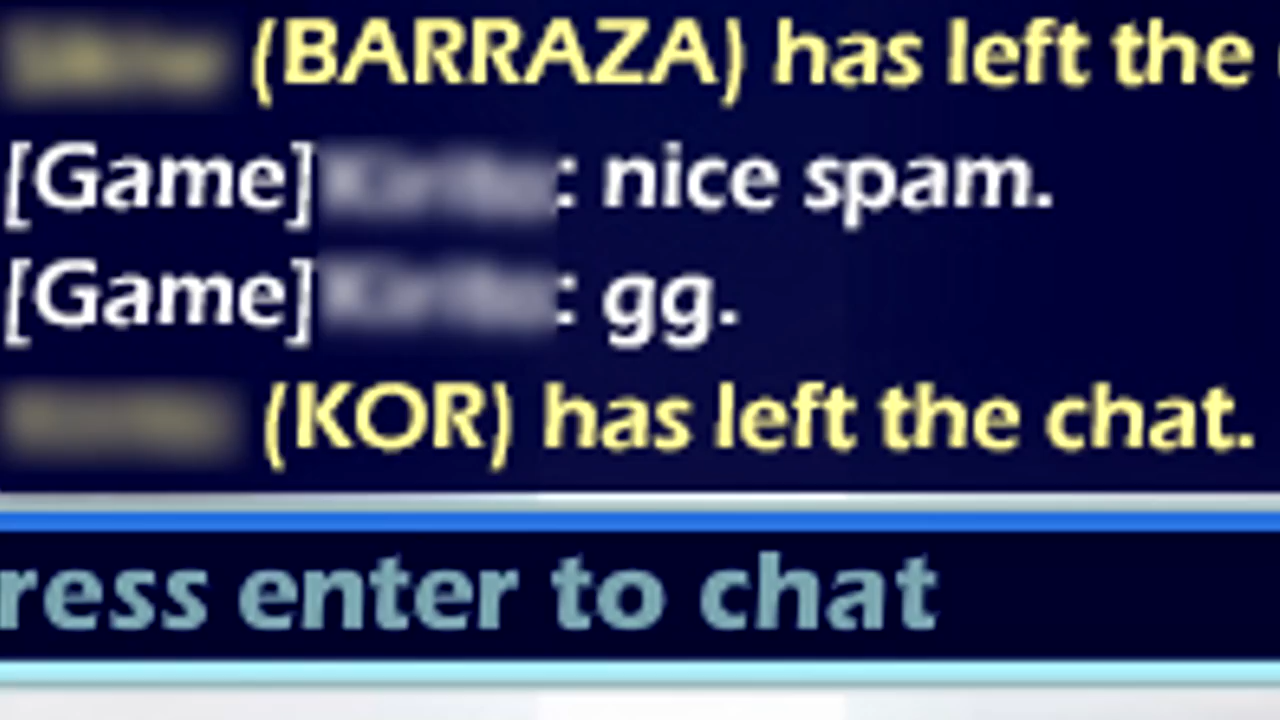 (BARRAZA) has left the
[Game] : nice spam.
[Game] : gg.
(KOR) has left the chat.
ress enter to chat